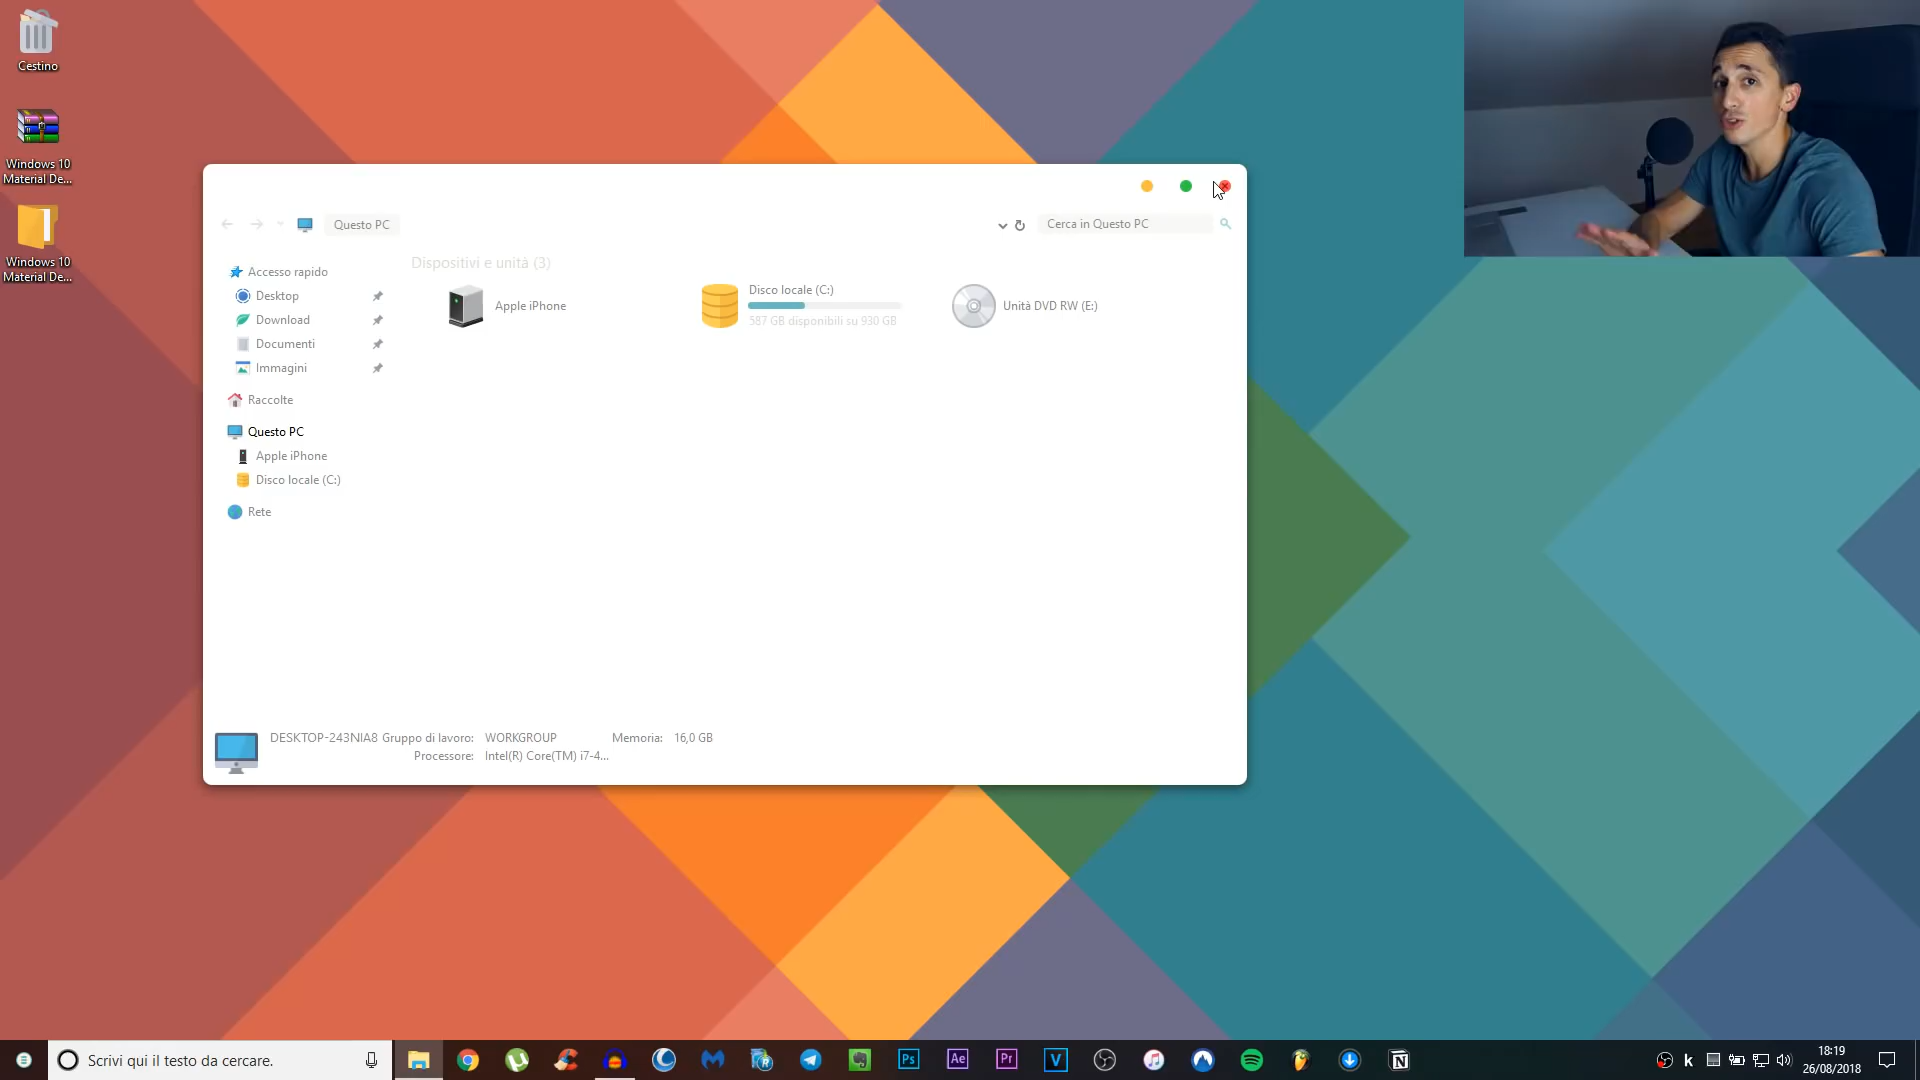 Cestino
Windows 10
Material De...
Windows 10
Material De...
Questo PC
Cerca in Questo PC
Accesso rapido
Desktop
Download
Documenti
Immagini
Raccolte
Questo PC
Apple iPhone
Disco locale (C:)
Rete
Dispositivi e unità (3)
Apple iPhone
Disco locale (C:)
587 GB disponibili su 930 GB
Unità DVD RW (E:)
DESKTOP-243NIA8 Gruppo di lavoro: WORKGROUP Memoria: 16,0 GB
Processore: Intel(R) Core(TM) i7-4...
Scrivi qui il testo da cercare.
Ps
Ae
Pr
V
N
k
18:19
26/08/2018